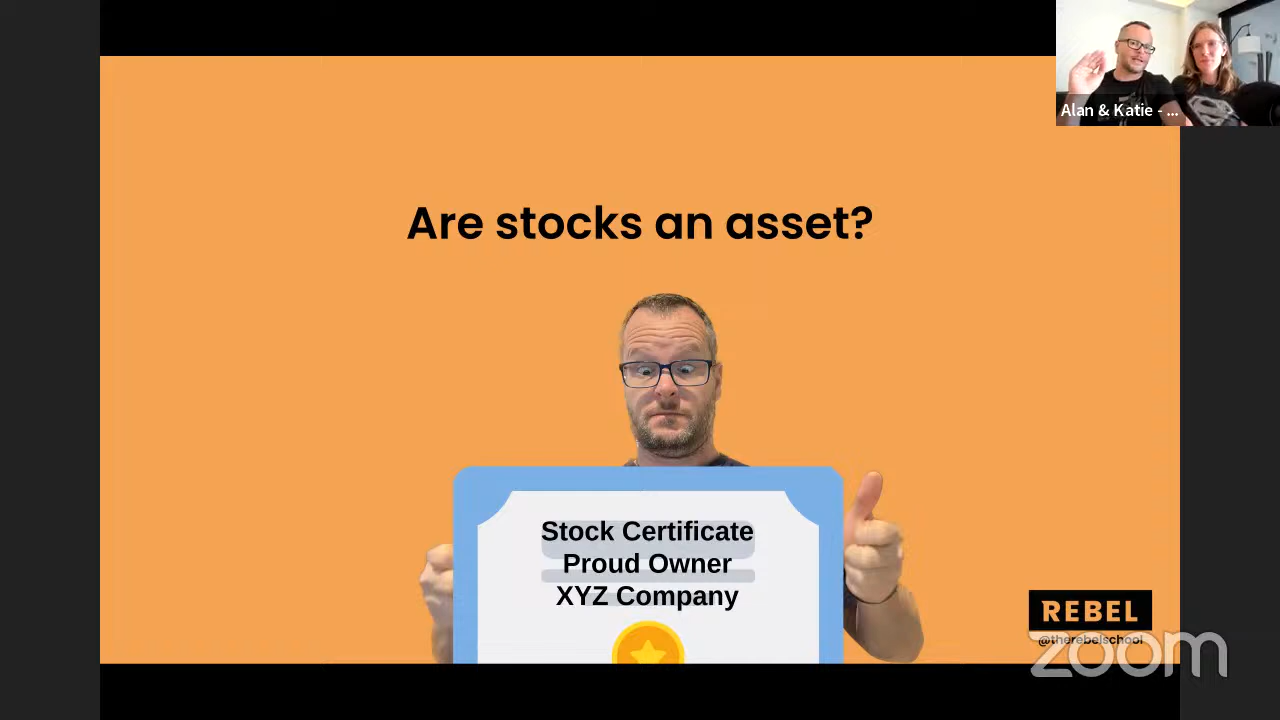 Alan & Katie - ...
Are stocks an asset?
Stock Certificate
Proud Owner
XYZ Company
REBEL
@therebelschool
zoom